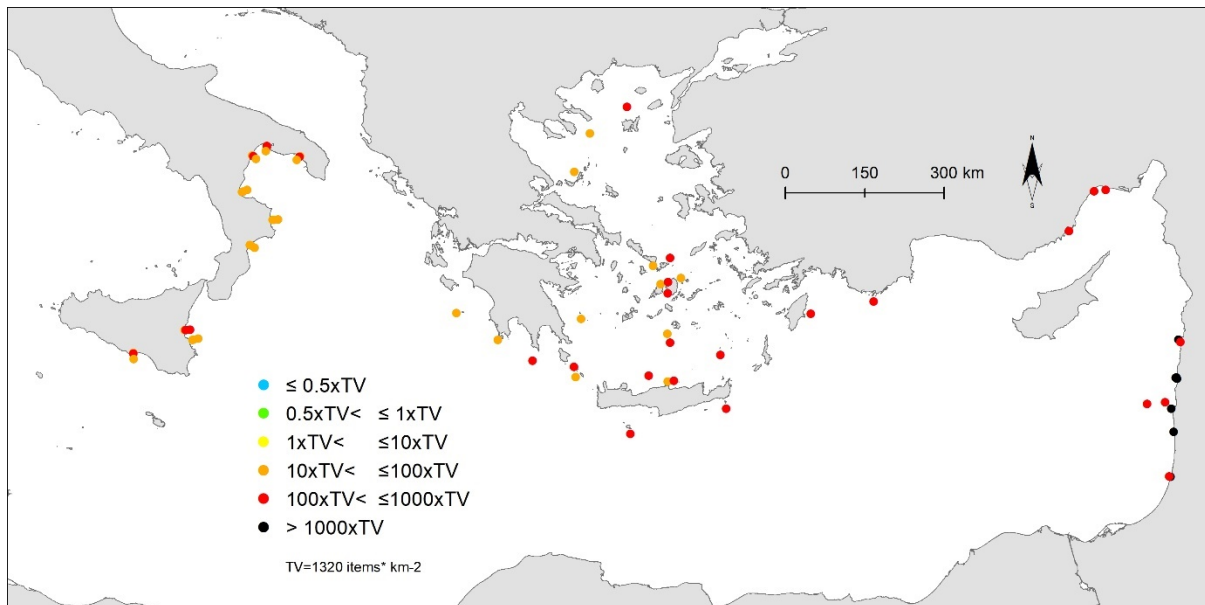 N
0 150 300 km
G
≤ 0.5xTV
0.5xTV< ≤ 1xTV
1xTV< ≤10xTV
10xTV< ≤100xTV
100xTV< ≤1000xTV
> 1000xTV
TV=1320 items* km-2